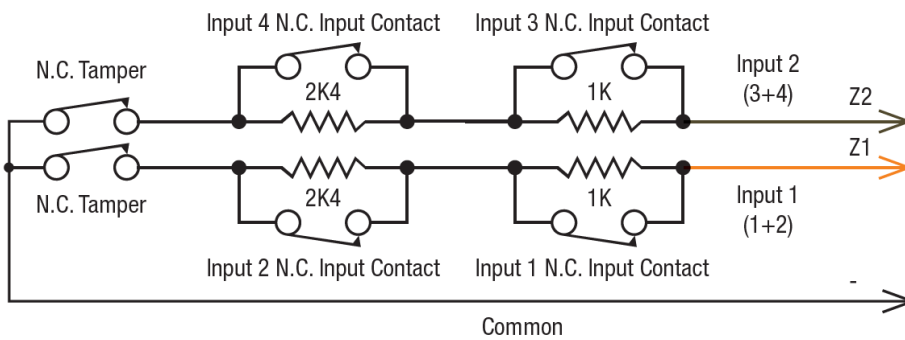 Input 4 N.C. Input Contact
Input 3 N.C. Input Contact
N.C. Tamper
2K4
1K
Input 2
(3+4)
Z2
Z1
N.C. Tamper
2K4
1K
Input 1
(1+2)
Input 2 N.C. Input Contact
Input 1 N.C. Input Contact
-
Common